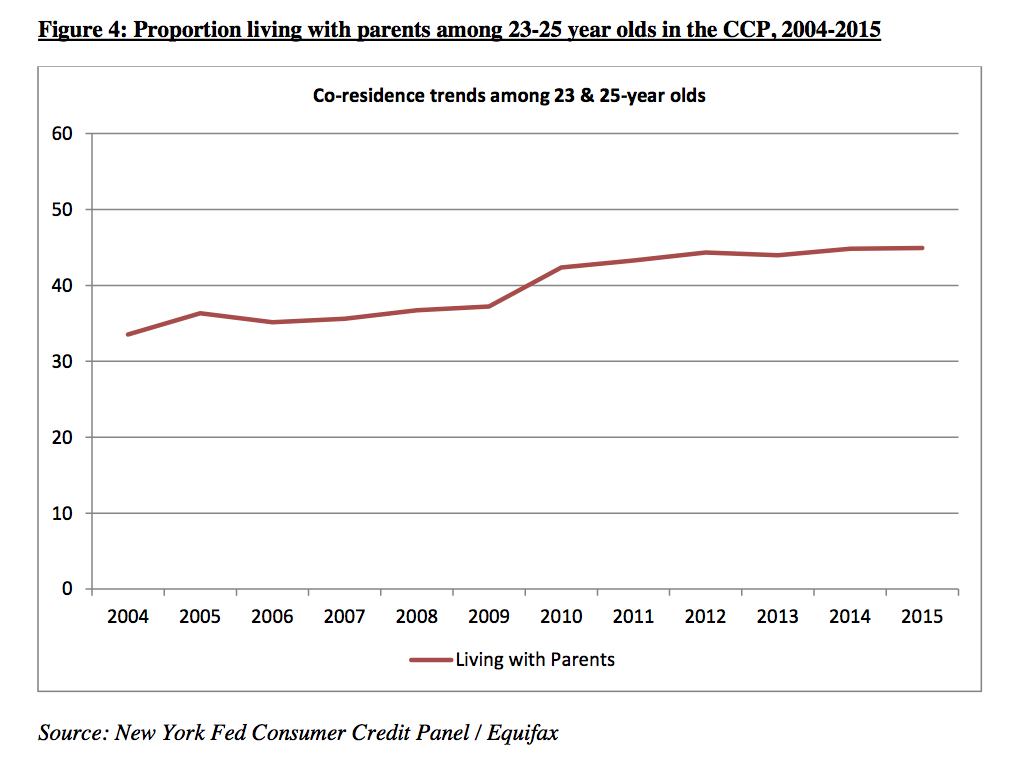 Figure 4: Proportion living with parents among 23-25 year olds in the CCP, 2004-2015
Co-residence trends among 23 & 25-year olds
60
50
40
30
20
10
0
2004 2005 2006 2007 2008 2009 2010 2011 2012 2013 2014 2015
Living with Parents
Source: New York Fed Consumer Credit Panel / Equifax